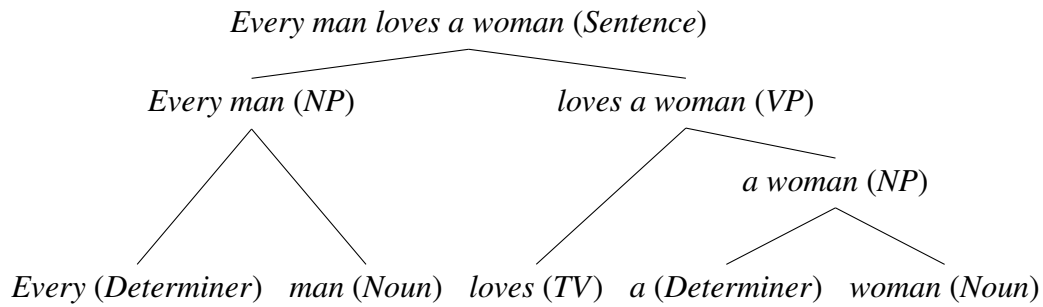 Every man loves a woman (Sentence)
Every man (NP) loves a woman (VP)
a woman (NP)
Every (Determiner) man (Noun) loves (TV) a (Determiner) woman (Noun)